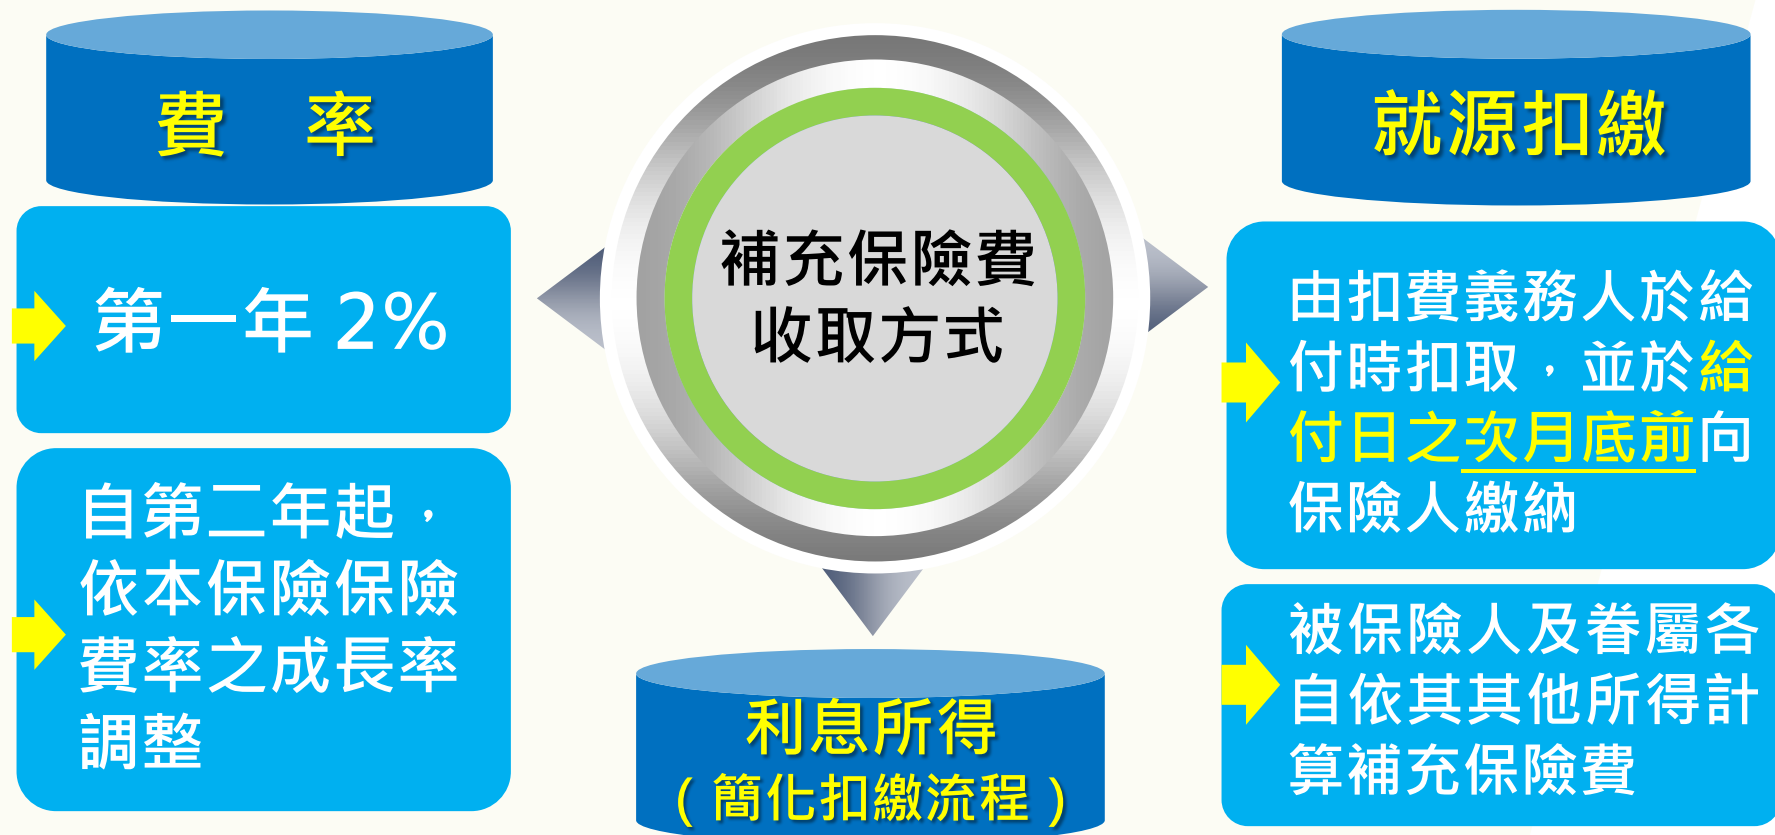 費　率
第一年 2%
自第二年起，
依本保險保險
費率之成長率
調整
補充保險費
收取方式
利息所得
（簡化扣繳流程）
就源扣繳
由扣費義務人於給
付時扣取，並於給
付日之次月底前向
保險人繳納
被保險人及眷屬各
自依其其他所得計
算補充保險費